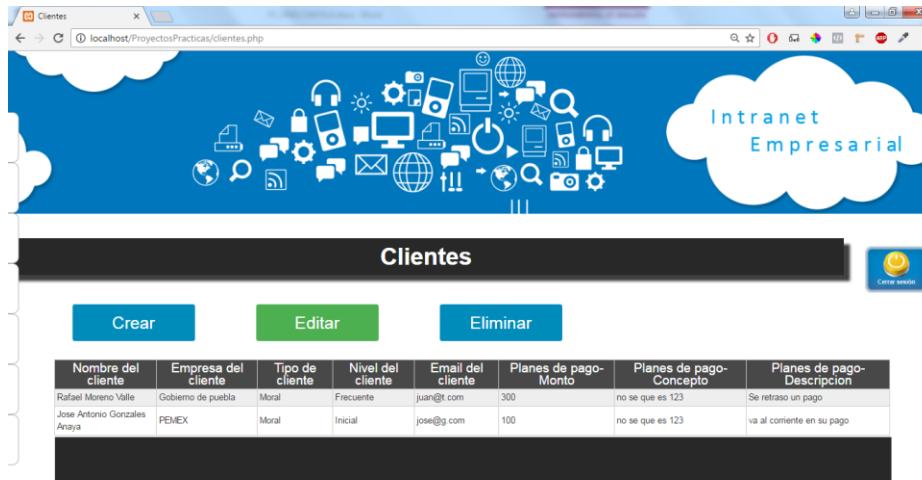 Clientes
localhost/ProyectosPracticas/clientes.php
ABP
Intranet
Empresarial
Clientes
Cerrar sesión
Crear Editar Eliminar
Nombre del cliente Empresa del cliente Tipo de cliente Nivel del cliente Email del cliente Planes de pago-Monto Planes de pago-Concepto Planes de pago-Descripcion
Rafael Moreno Valle Gobierno de puebla Moral Frecuente juan@t.com 300 no se que es 123 Se retraso un pago
Jose Antonio Gonzales Anaya PEMEX Moral Inicial jose@g.com 100 no se que es 123 va al corriente en su pago